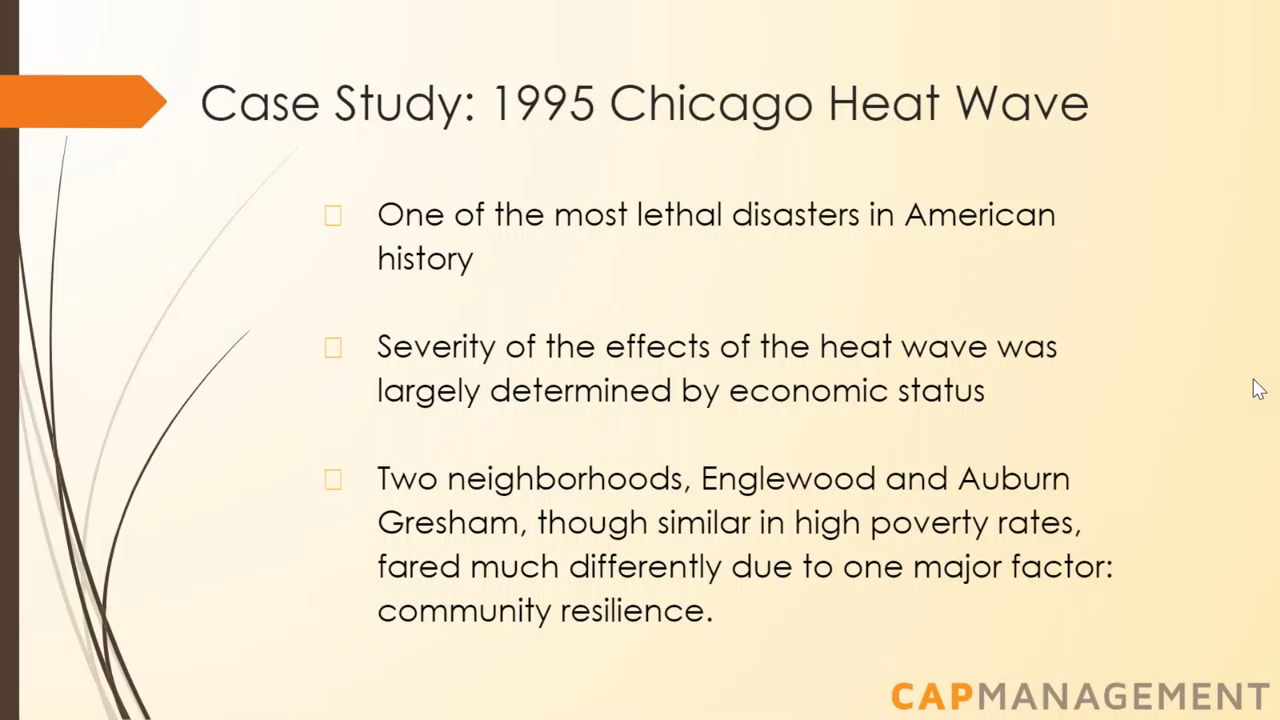 Case Study: 1995 Chicago Heat Wave
One of the most lethal disasters in American
history
Severity of the effects of the heat wave was
largely determined by economic status
Two neighborhoods, Englewood and Auburn
Gresham, though similar in high poverty rates,
fared much differently due to one major factor:
community resilience.
CAPMANAGEMENT